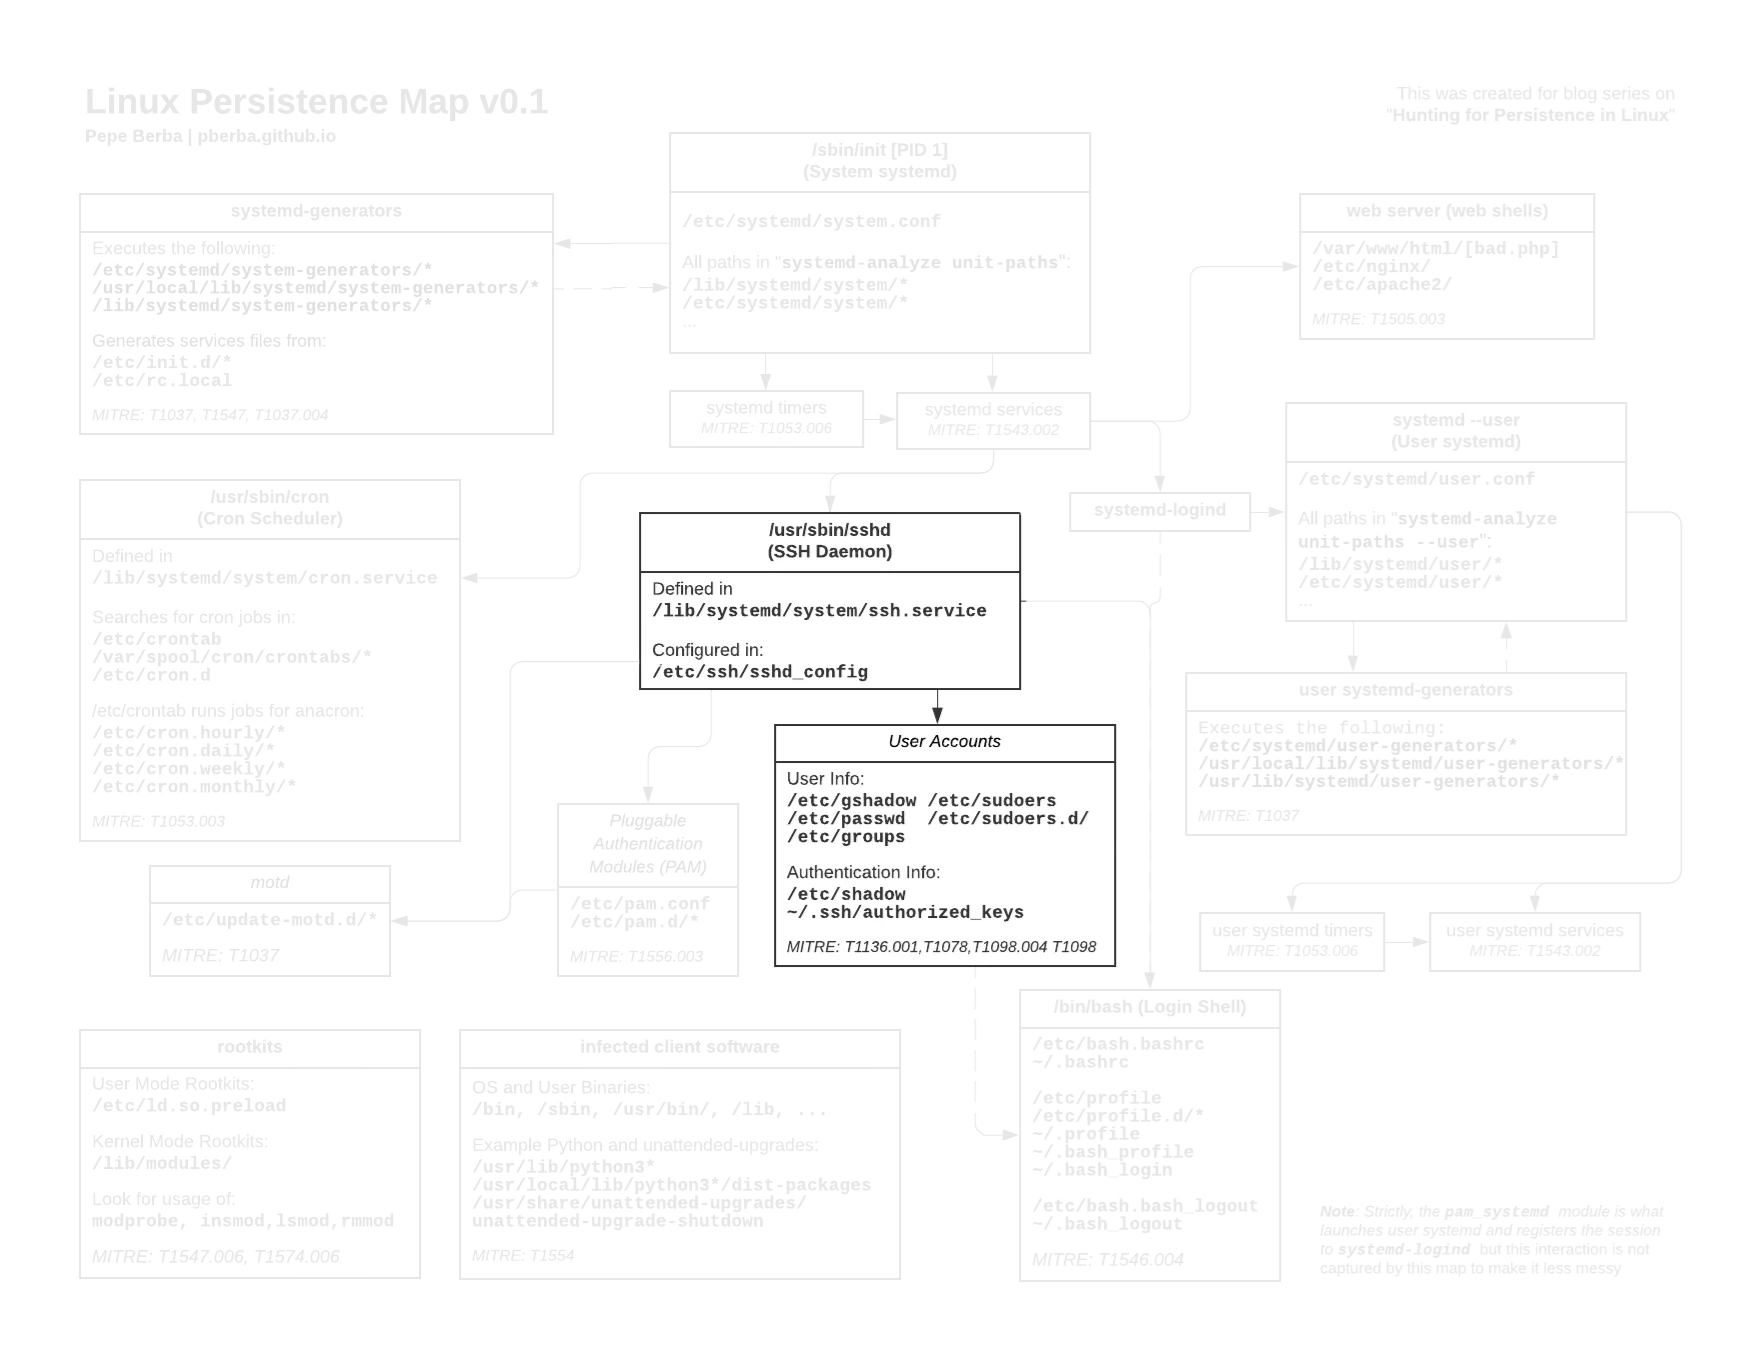 Linux Persistence Map v0.1
Pepe Berba | pberba.github.io
This was created for blog series on
"Hunting for Persistence in Linux"
/sbin/init [PID 1]
(System systemd)
/etc/systemd/system.conf
All paths in "systemd-analyze unit-paths":
/lib/systemd/system/*
/etc/systemd/system/*
...
systemd-generators
Executes the following:
/etc/systemd/system-generators/*
/usr/local/lib/systemd/system-generators/*
/lib/systemd/system-generators/*
Generates services files from:
/etc/init.d/*
/etc/rc.local
MITRE: T1037, T1547, T1037.004
web server (web shells)
/var/www/html/[bad.php]
/etc/nginx/
/etc/apache2/
MITRE: T1505.003
systemd timers
MITRE: T1053.006
systemd services
MITRE: T1543.002
systemd --user
(User systemd)
/etc/systemd/user.conf
All paths in "systemd-analyze
unit-paths --user":
/lib/systemd/user/*
/etc/systemd/user/*
...
/usr/sbin/cron
(Cron Scheduler)
Defined in
/lib/systemd/system/cron.service
Searches for cron jobs in:
/etc/crontab
/var/spool/cron/crontabs/*
/etc/cron.d
/etc/crontab runs jobs for anacron:
/etc/cron.hourly/*
/etc/cron.daily/*
/etc/cron.weekly/*
/etc/cron.monthly/*
MITRE: T1053.003
/usr/sbin/sshd
(SSH Daemon)
Defined in
/lib/systemd/system/ssh.service
Configured in:
/etc/ssh/sshd_config
systemd-logind
user systemd-generators
Executes the following:
/etc/systemd/user-generators/*
/usr/local/lib/systemd/user-generators/*
/usr/lib/systemd/user-generators/*
MITRE: T1037
User Accounts
User Info:
/etc/gshadow /etc/sudoers
/etc/passwd /etc/sudoers.d/
/etc/groups
Authentication Info:
/etc/shadow
~/.ssh/authorized_keys
MITRE: T1136.001,T1078,T1098.004 T1098
Pluggable
Authentication
Modules (PAM)
/etc/pam.conf
/etc/pam.d/*
MITRE: T1556.003
motd
/etc/update-motd.d/*
MITRE: T1037
user systemd timers
MITRE: T1053.006
user systemd services
MITRE: T1543.002
rootkits
User Mode Rootkits:
/etc/ld.so.preload
Kernel Mode Rootkits:
/lib/modules/
Look for usage of:
modprobe, insmod,lsmod,rmmod
MITRE: T1547.006, T1574.006
infected client software
OS and User Binaries:
/bin, /sbin, /usr/bin/, /lib, ...
Example Python and unattended-upgrades:
/usr/lib/python3*
/usr/local/lib/python3*/dist-packages
/usr/share/unattended-upgrades/
unattended-upgrade-shutdown
MITRE: T1554
/bin/bash (Login Shell)
/etc/bash.bashrc
~/.bashrc
/etc/profile
/etc/profile.d/*
~/.profile
~/.bash_profile
~/.bash_login
/etc/bash.bash_logout
~/.bash_logout
MITRE: T1546.004
Note: Strictly, the pam_systemd module is what
launches user systemd and registers the session
to systemd-logind but this interaction is not
captured by this map to make it less messy